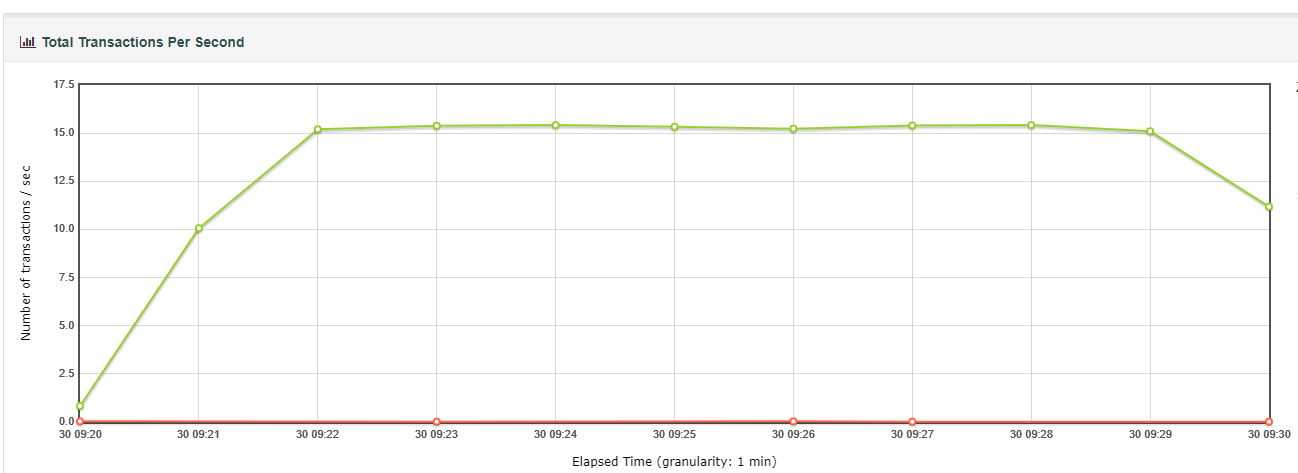 Total Transactions Per Second
Number of transactions / sec
17.5
15.0
12.5
10.0
7.5
5.0
2.5
0.0
30 09:20 30 09:21 30 09:22 30 09:23 30 09:24 30 09:25 30 09:26 30 09:27 30 09:28 30 09:29 30 09:30
Elapsed Time (granularity: 1 min)